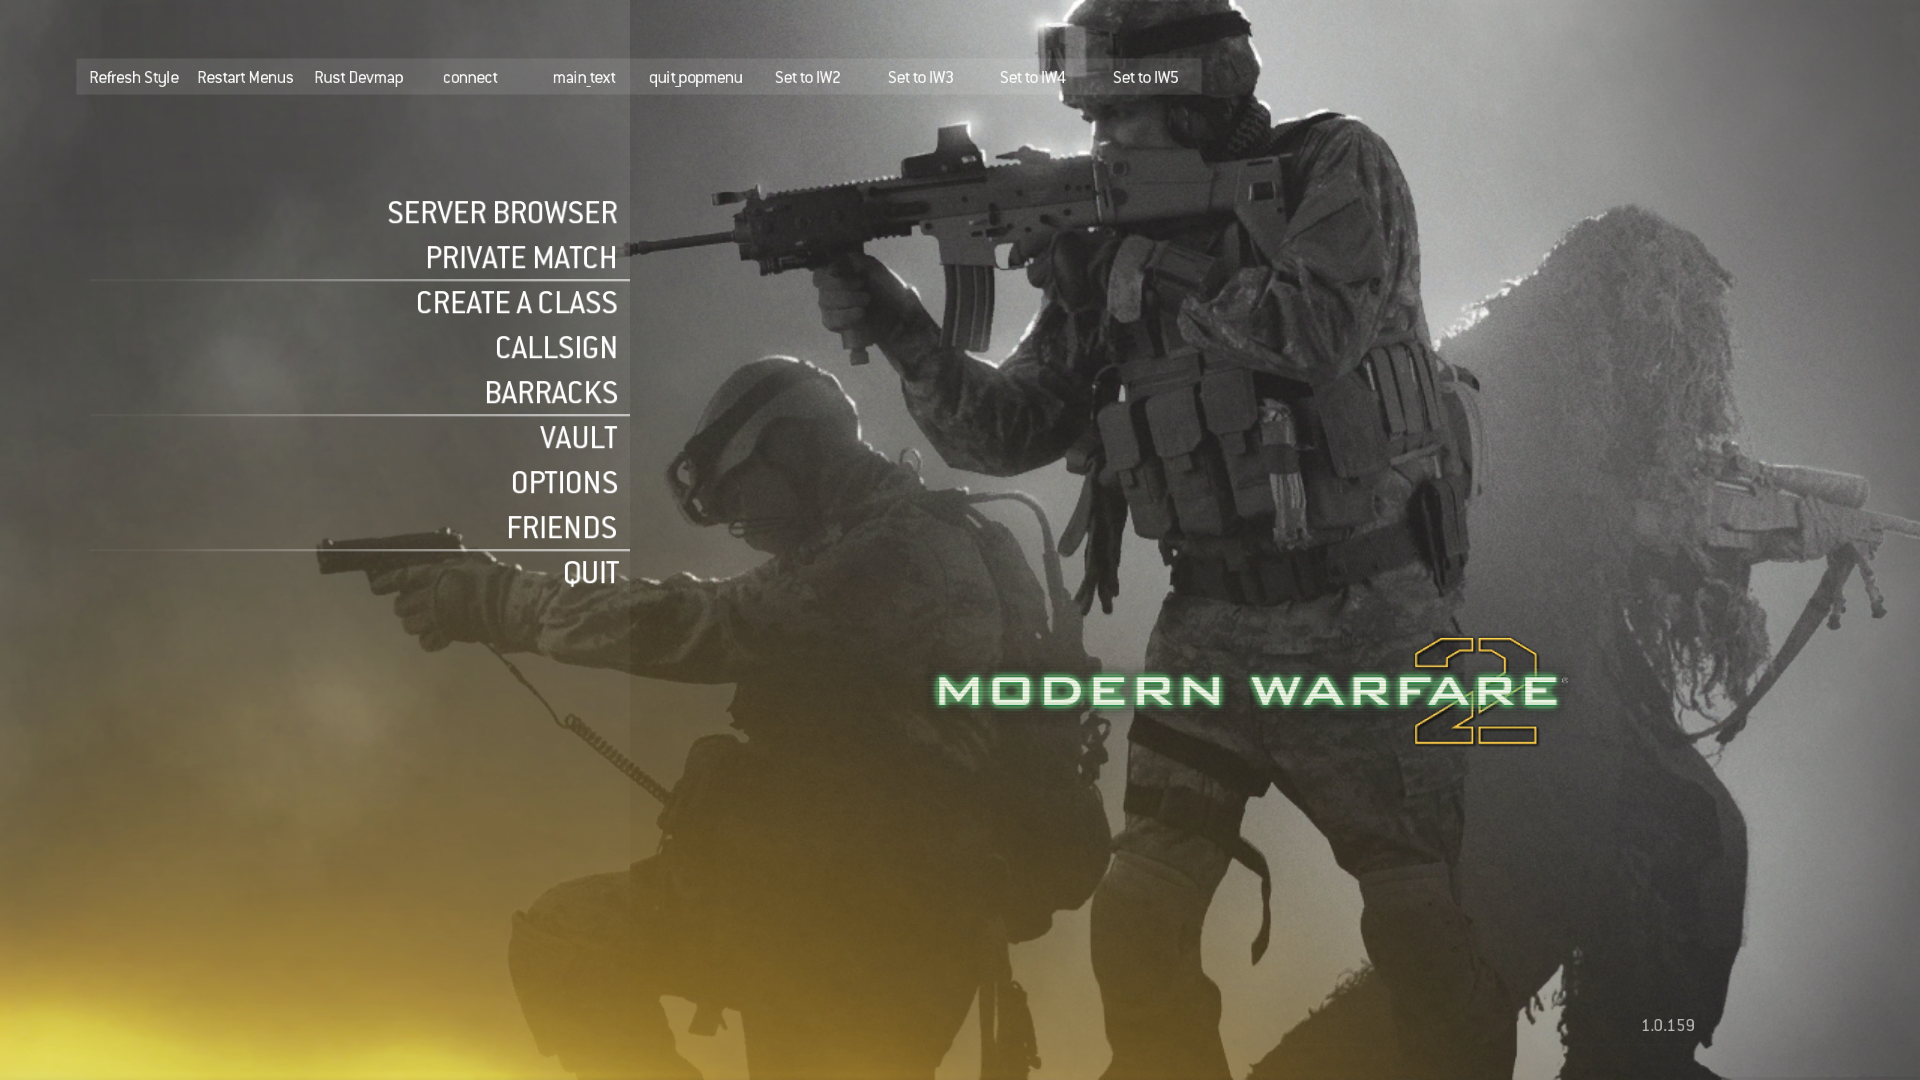 Refresh Style Restart Menus Rust Devmap connect main_text quit_popmenu Set to IW2 Set to IW3 Set to IW4 Set to IW5
SERVER BROWSER
PRIVATE MATCH
CREATE A CLASS
CALLSIGN
BARRACKS
VAULT
OPTIONS
FRIENDS
QUIT
MODERN WARFARE 2
1.0.159